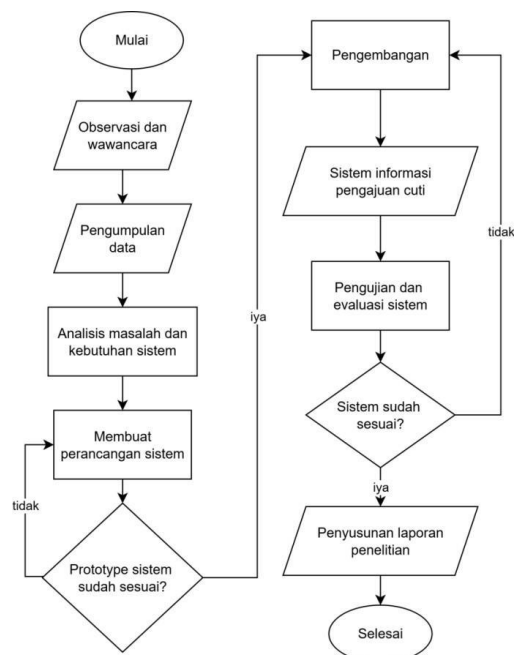 Mulai
Observasi dan
wawancara
Pengumpulan
data
Analisis masalah dan
kebutuhan sistem
Membuat
perancangan sistem
tidak
Prototype sistem
sudah sesuai?
iya
Pengembangan
Sistem informasi
pengajuan cuti
tidak
Pengujian dan
evaluasi sistem
Sistem sudah
sesuai?
iya
Penyusunan laporan
penelitian
Selesai